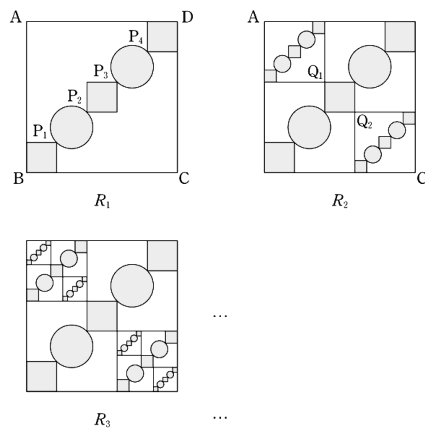 A D A
P₄
P₃ Q₁
P₂ Q₂
P₁
B C C
R₁ R₂
...
R₃ ...